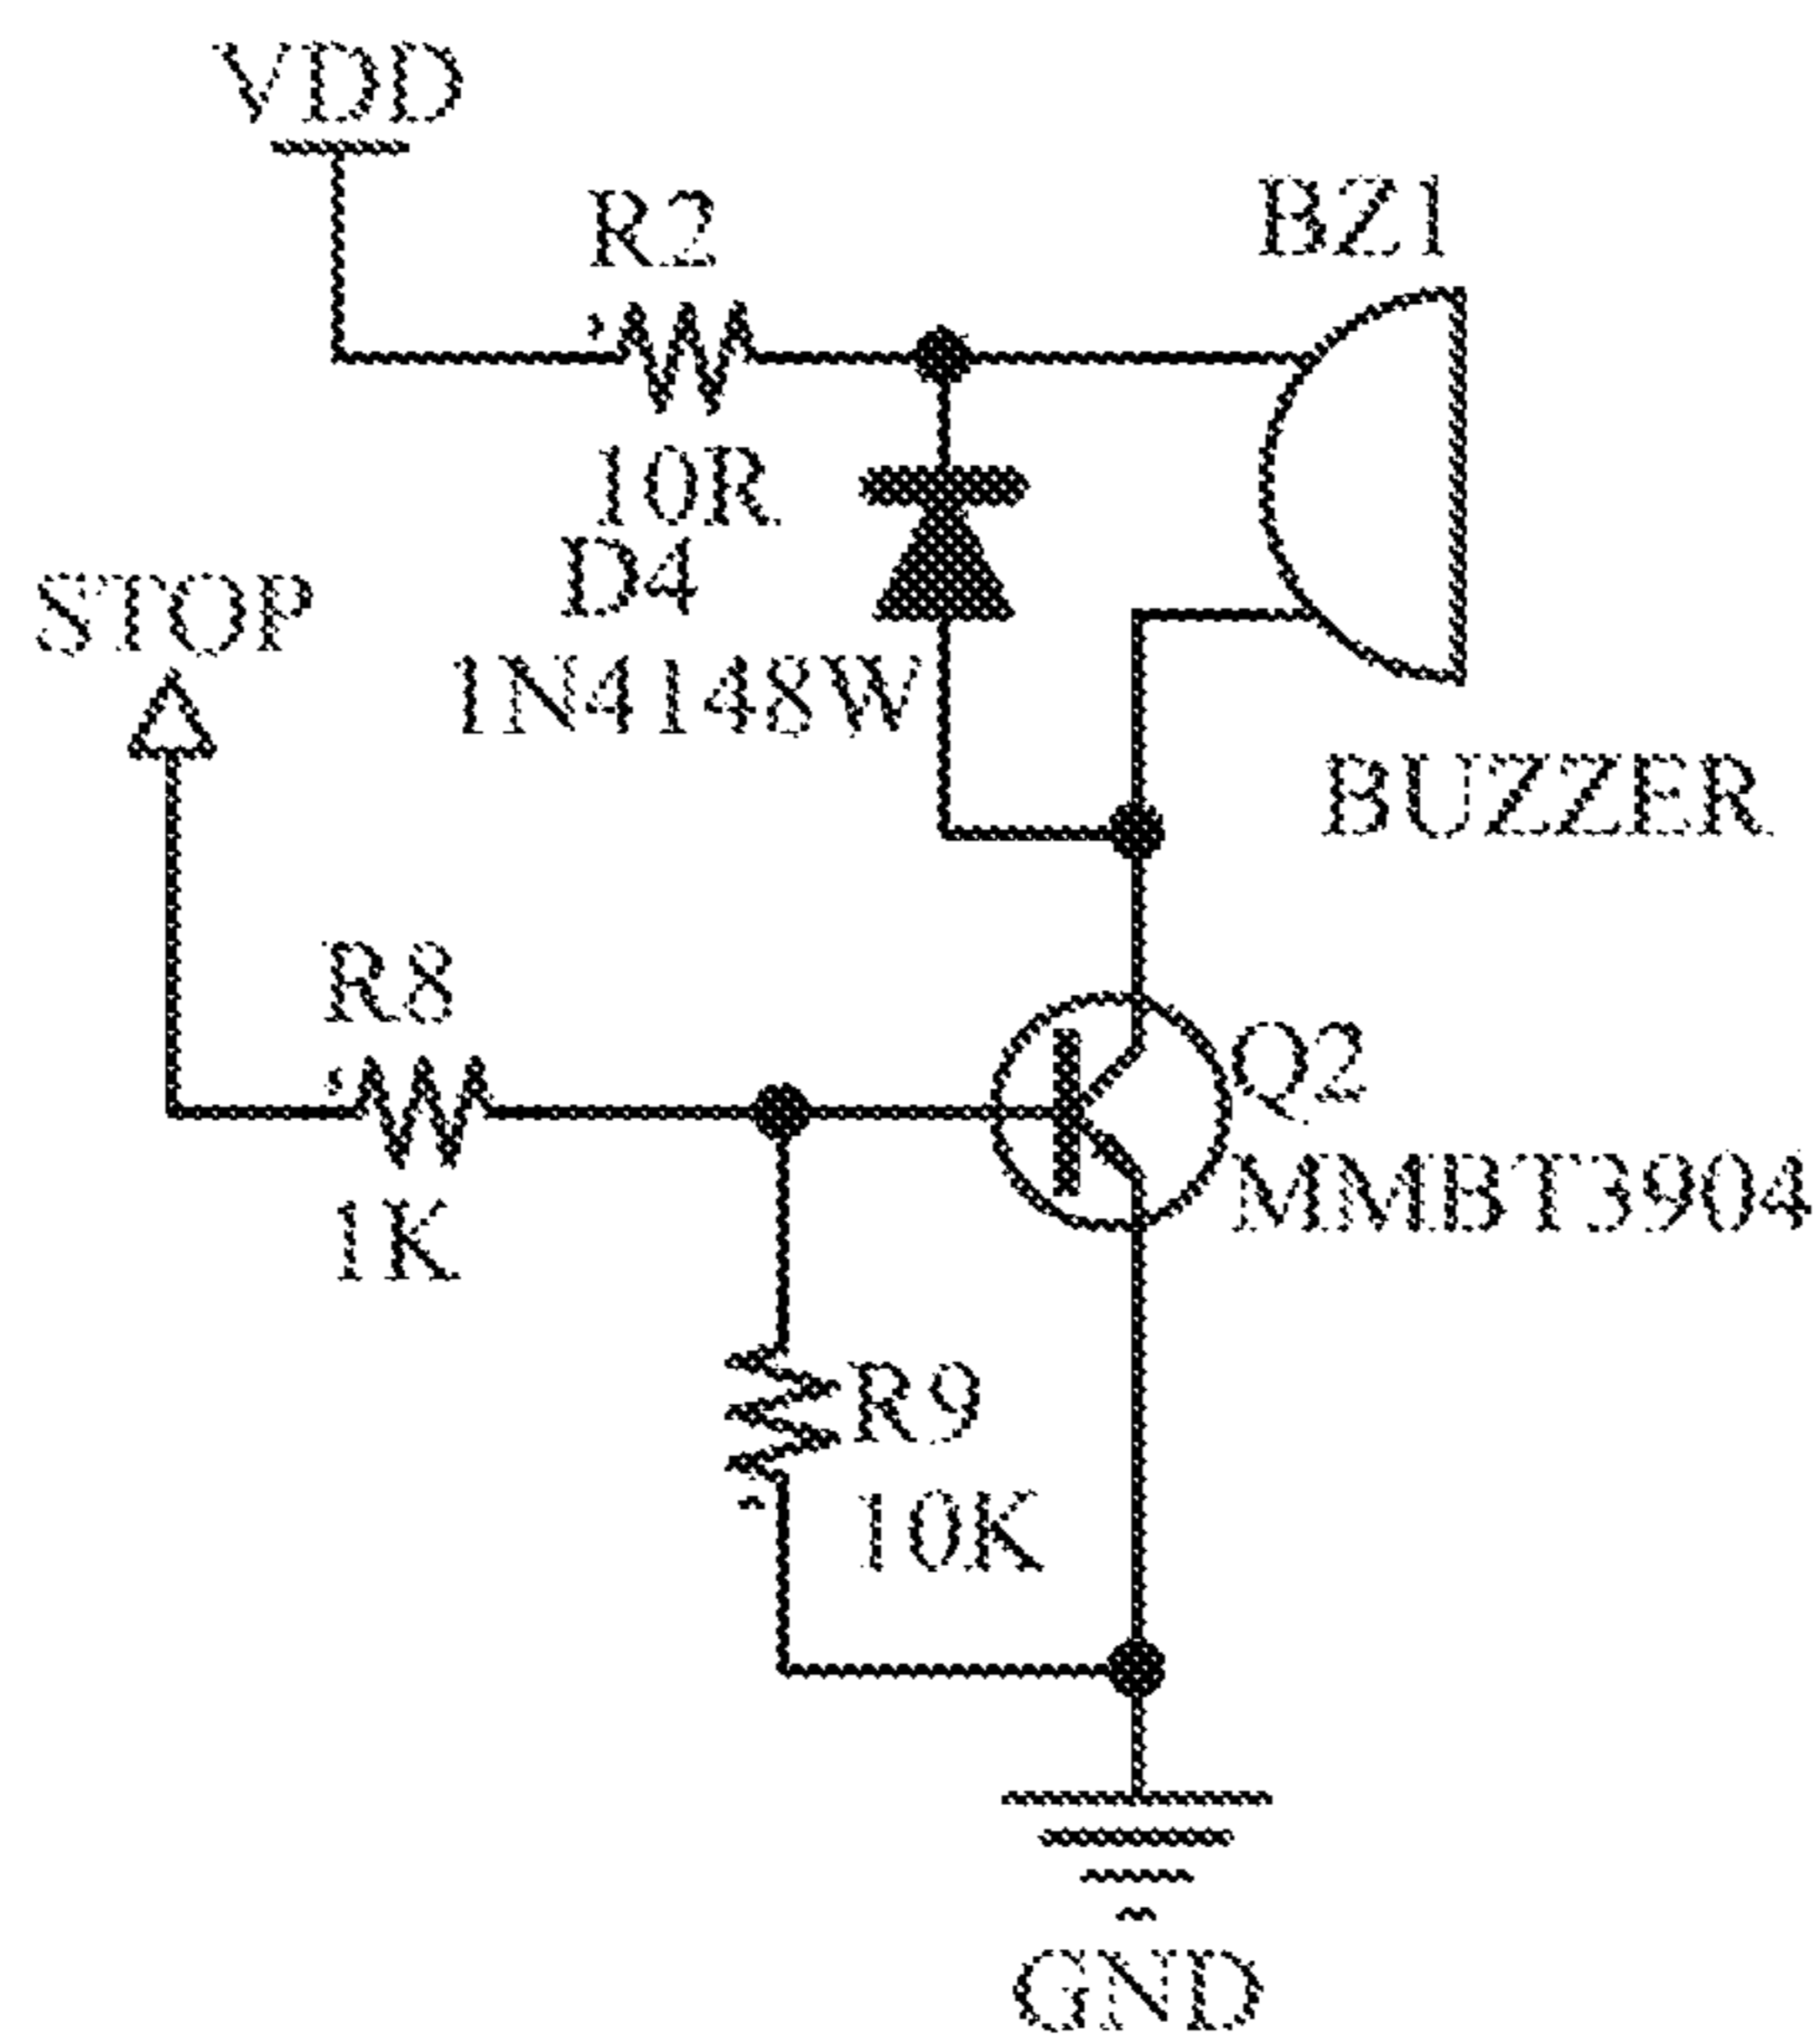 VDD
R2
BZ1
10R
D4
STOP
1N4148W
BUZZER
R8
Q2
MMBT3904
1K
R9
10K
GND